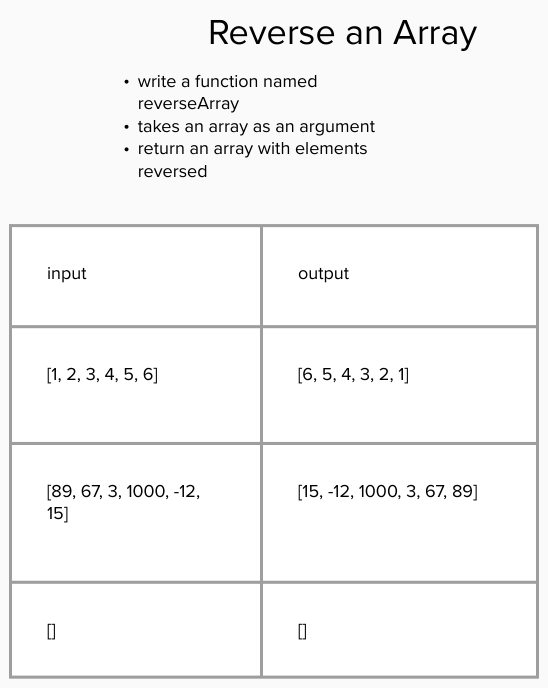 Reverse an Array
• write a function named
reverseArray
• takes an array as an argument
• return an array with elements
reversed
input
output
[1, 2, 3, 4, 5, 6]
[6, 5, 4, 3, 2, 1]
[89, 67, 3, 1000, -12,
15]
[15, -12, 1000, 3, 67, 89]
[]
[]